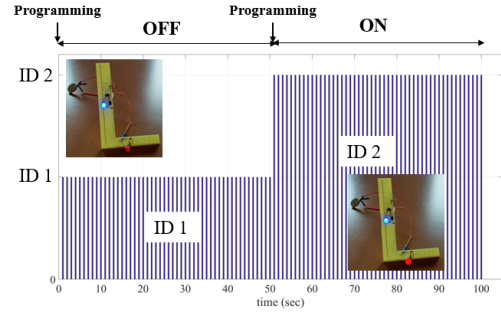 Programming Programming
OFF ON
ID 2
ID 1
ID 2
ID 1
0
0 10 20 30 40 50 60 70 80 90 100
time (sec)